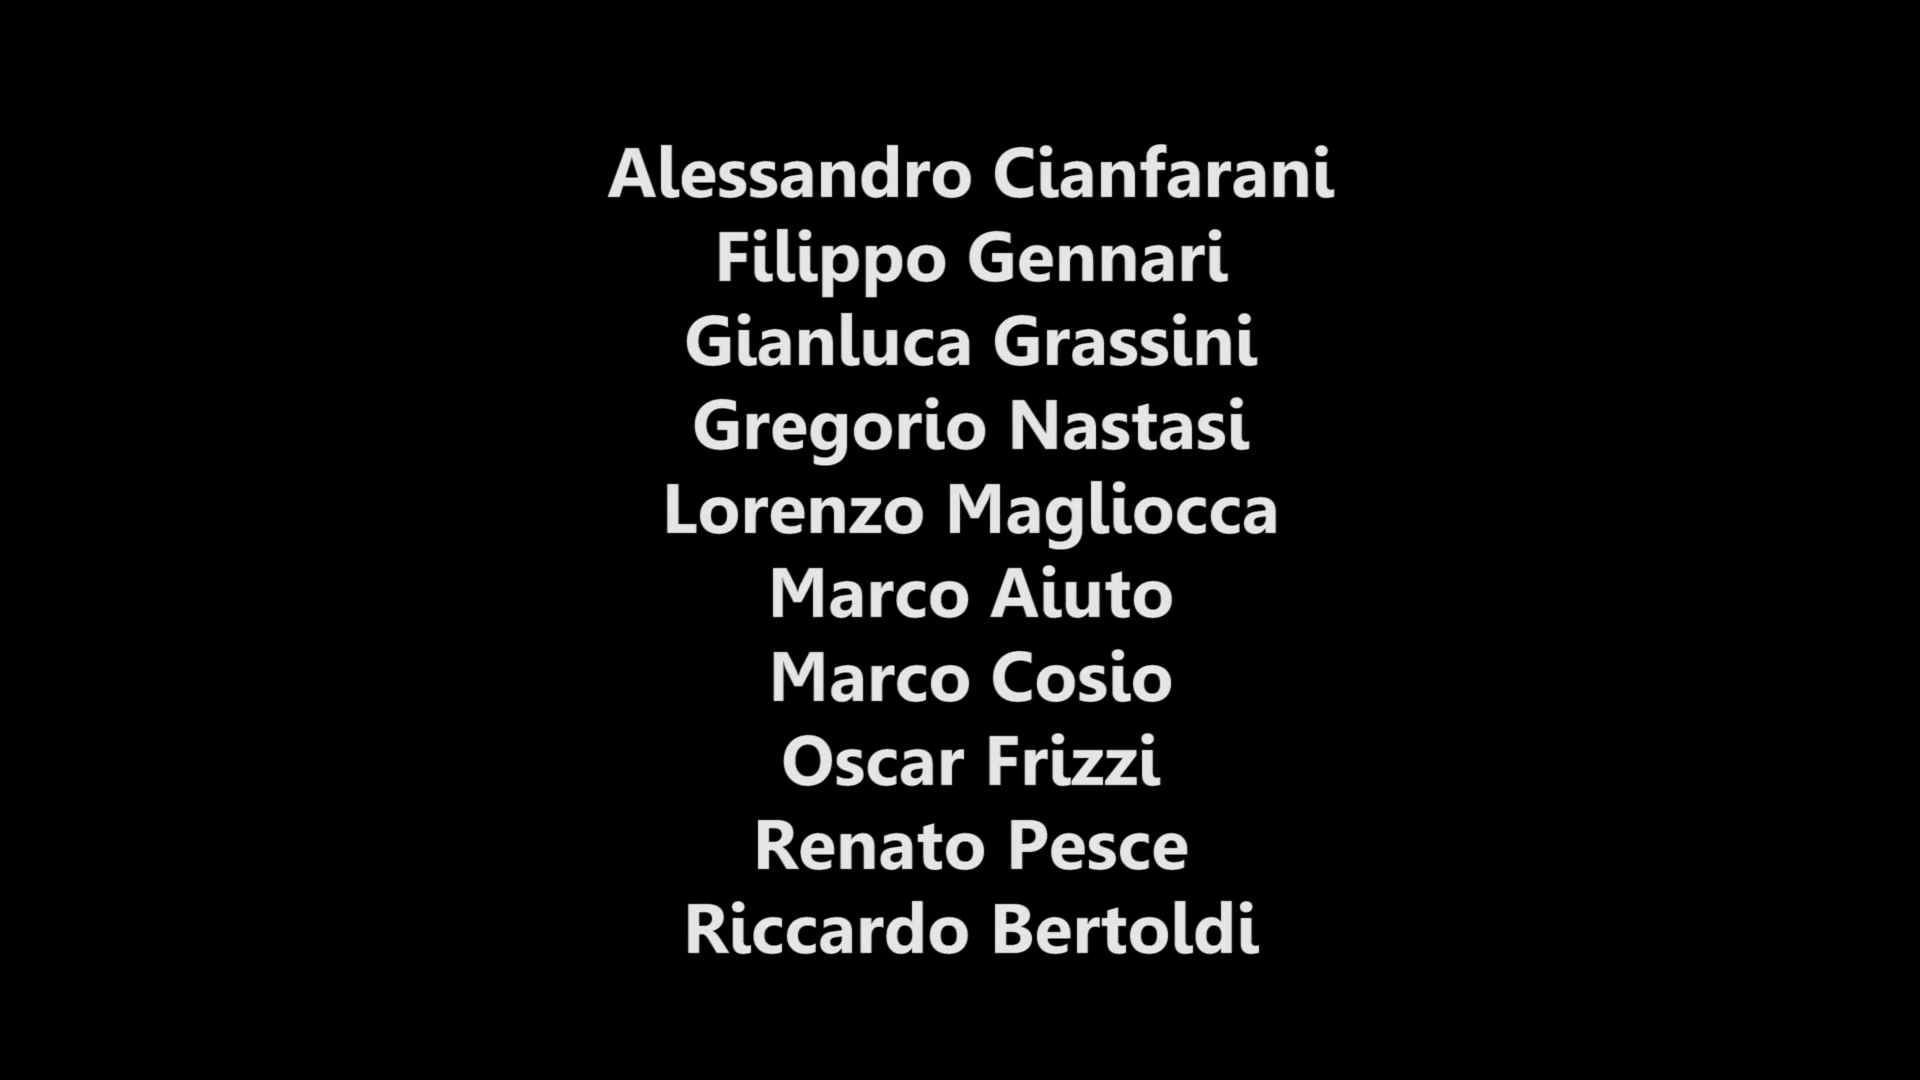 Alessandro Cianfarani
Filippo Gennari
Gianluca Grassini
Gregorio Nastasi
Lorenzo Magliocca
Marco Aiuto
Marco Cosio
Oscar Frizzi
Renato Pesce
Riccardo Bertoldi